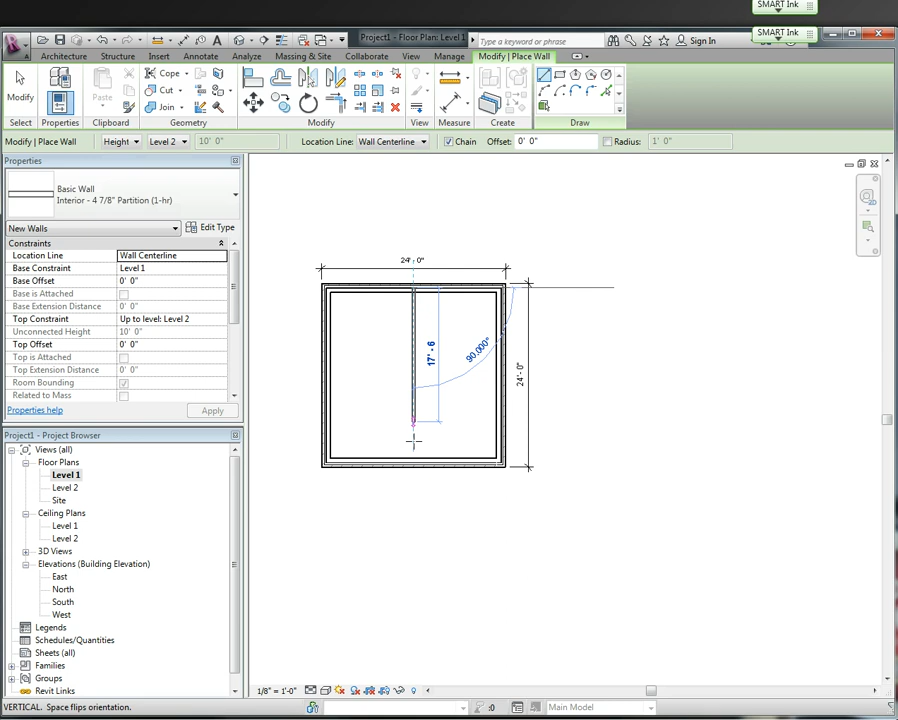 SMART Ink
SMART Ink
Project1 - Floor Plan: Level 1
Type a keyword or phrase
Sign In
Architecture
Structure
Insert
Annotate
Analyze
Massing & Site
Collaborate
View
Manage
Modify | Place Wall
Modify
Paste
Cope
Cut
Join
Select
Properties
Clipboard
Geometry
Modify
View
Measure
Create
Draw
Modify | Place Wall
Height
Level 2
10' 0"
Location Line:
Wall Centerline
Chain
Offset:
0' 0"
Radius:
1' 0"
Properties
Basic Wall
Interior - 4 7/8" Partition (1-hr)
New Walls
Edit Type
Constraints
Location Line
Wall Centerline
Base Constraint
Level 1
Base Offset
0' 0"
Base is Attached
Base Extension Distance
0' 0"
Top Constraint
Up to level: Level 2
Unconnected Height
10' 0"
Top Offset
0' 0"
Top is Attached
Top Extension Distance
0' 0"
Room Bounding
Related to Mass
Properties help
Apply
Project1 - Project Browser
Views (all)
Floor Plans
Level 1
Level 2
Site
Ceiling Plans
Level 1
Level 2
3D Views
Elevations (Building Elevation)
East
North
South
West
Legends
Schedules/Quantities
Sheets (all)
Families
Groups
Revit Links
24' - 0"
17' - 6
90.000°
24' - 0"
1/8" = 1'-0"
VERTICAL. Space flips orientation.
:0
Main Model